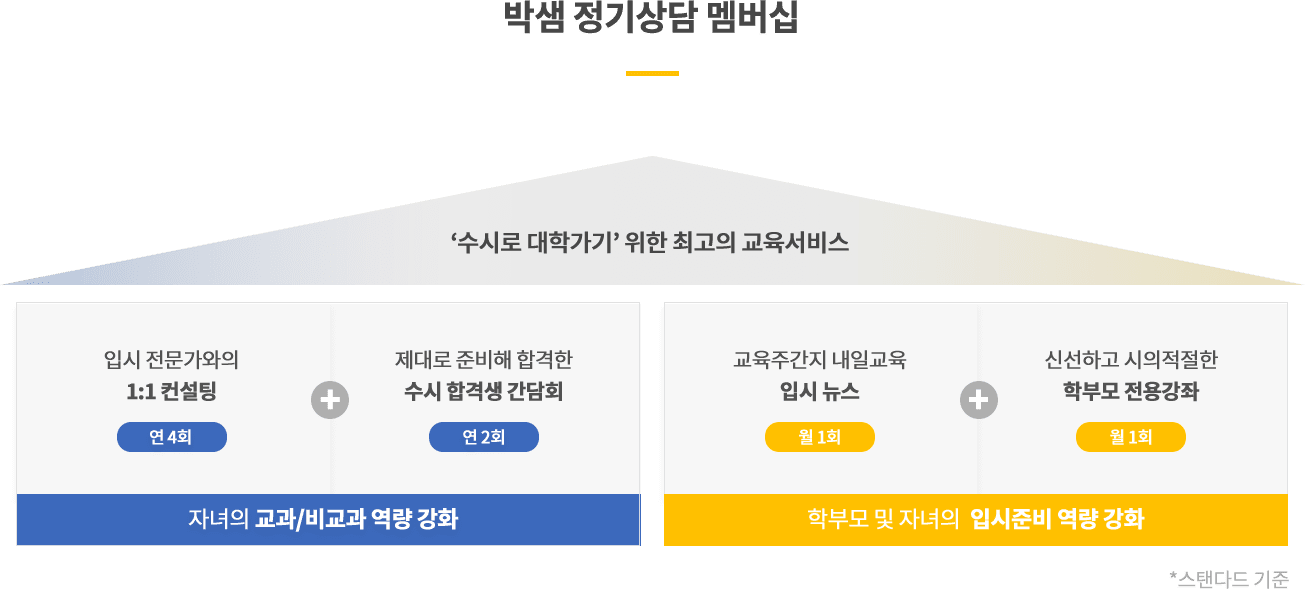 박샘 정기상담 멤버십
‘수시로 대학가기’ 위한 최고의 교육서비스
입시 전문가와의
1:1 컨설팅
연 4회
제대로 준비해 합격한
수시 합격생 간담회
연 2회
자녀의 교과/비교과 역량 강화
교육주간지 내일교육
입시 뉴스
월 1회
신선하고 시의적절한
학부모 전용강좌
월 1회
학부모 및 자녀의 입시준비 역량 강화
*스탠다드 기준